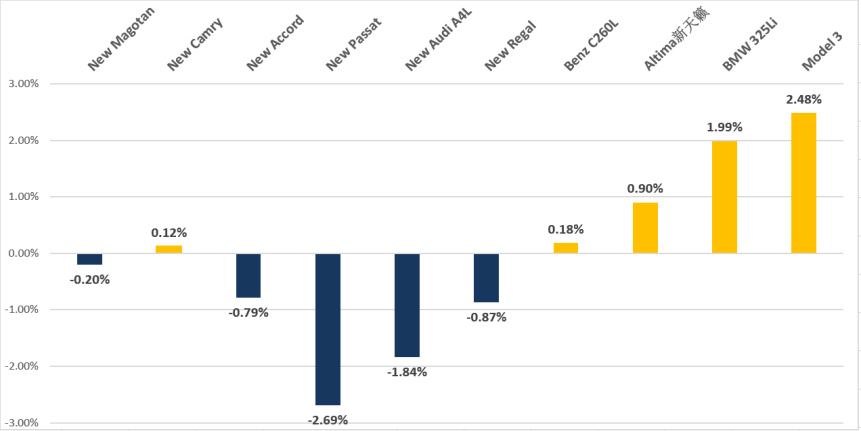 New Magotan
New Camry
New Accord
New Passat
New Audi A4L
New Regal
Benz C260L
Altima新天籁
BMW 325Li
Model 3
3.00%
2.00%
1.00%
0.00%
-1.00%
-2.00%
-3.00%
-0.20%
0.12%
-0.79%
-2.69%
-1.84%
-0.87%
0.18%
0.90%
1.99%
2.48%